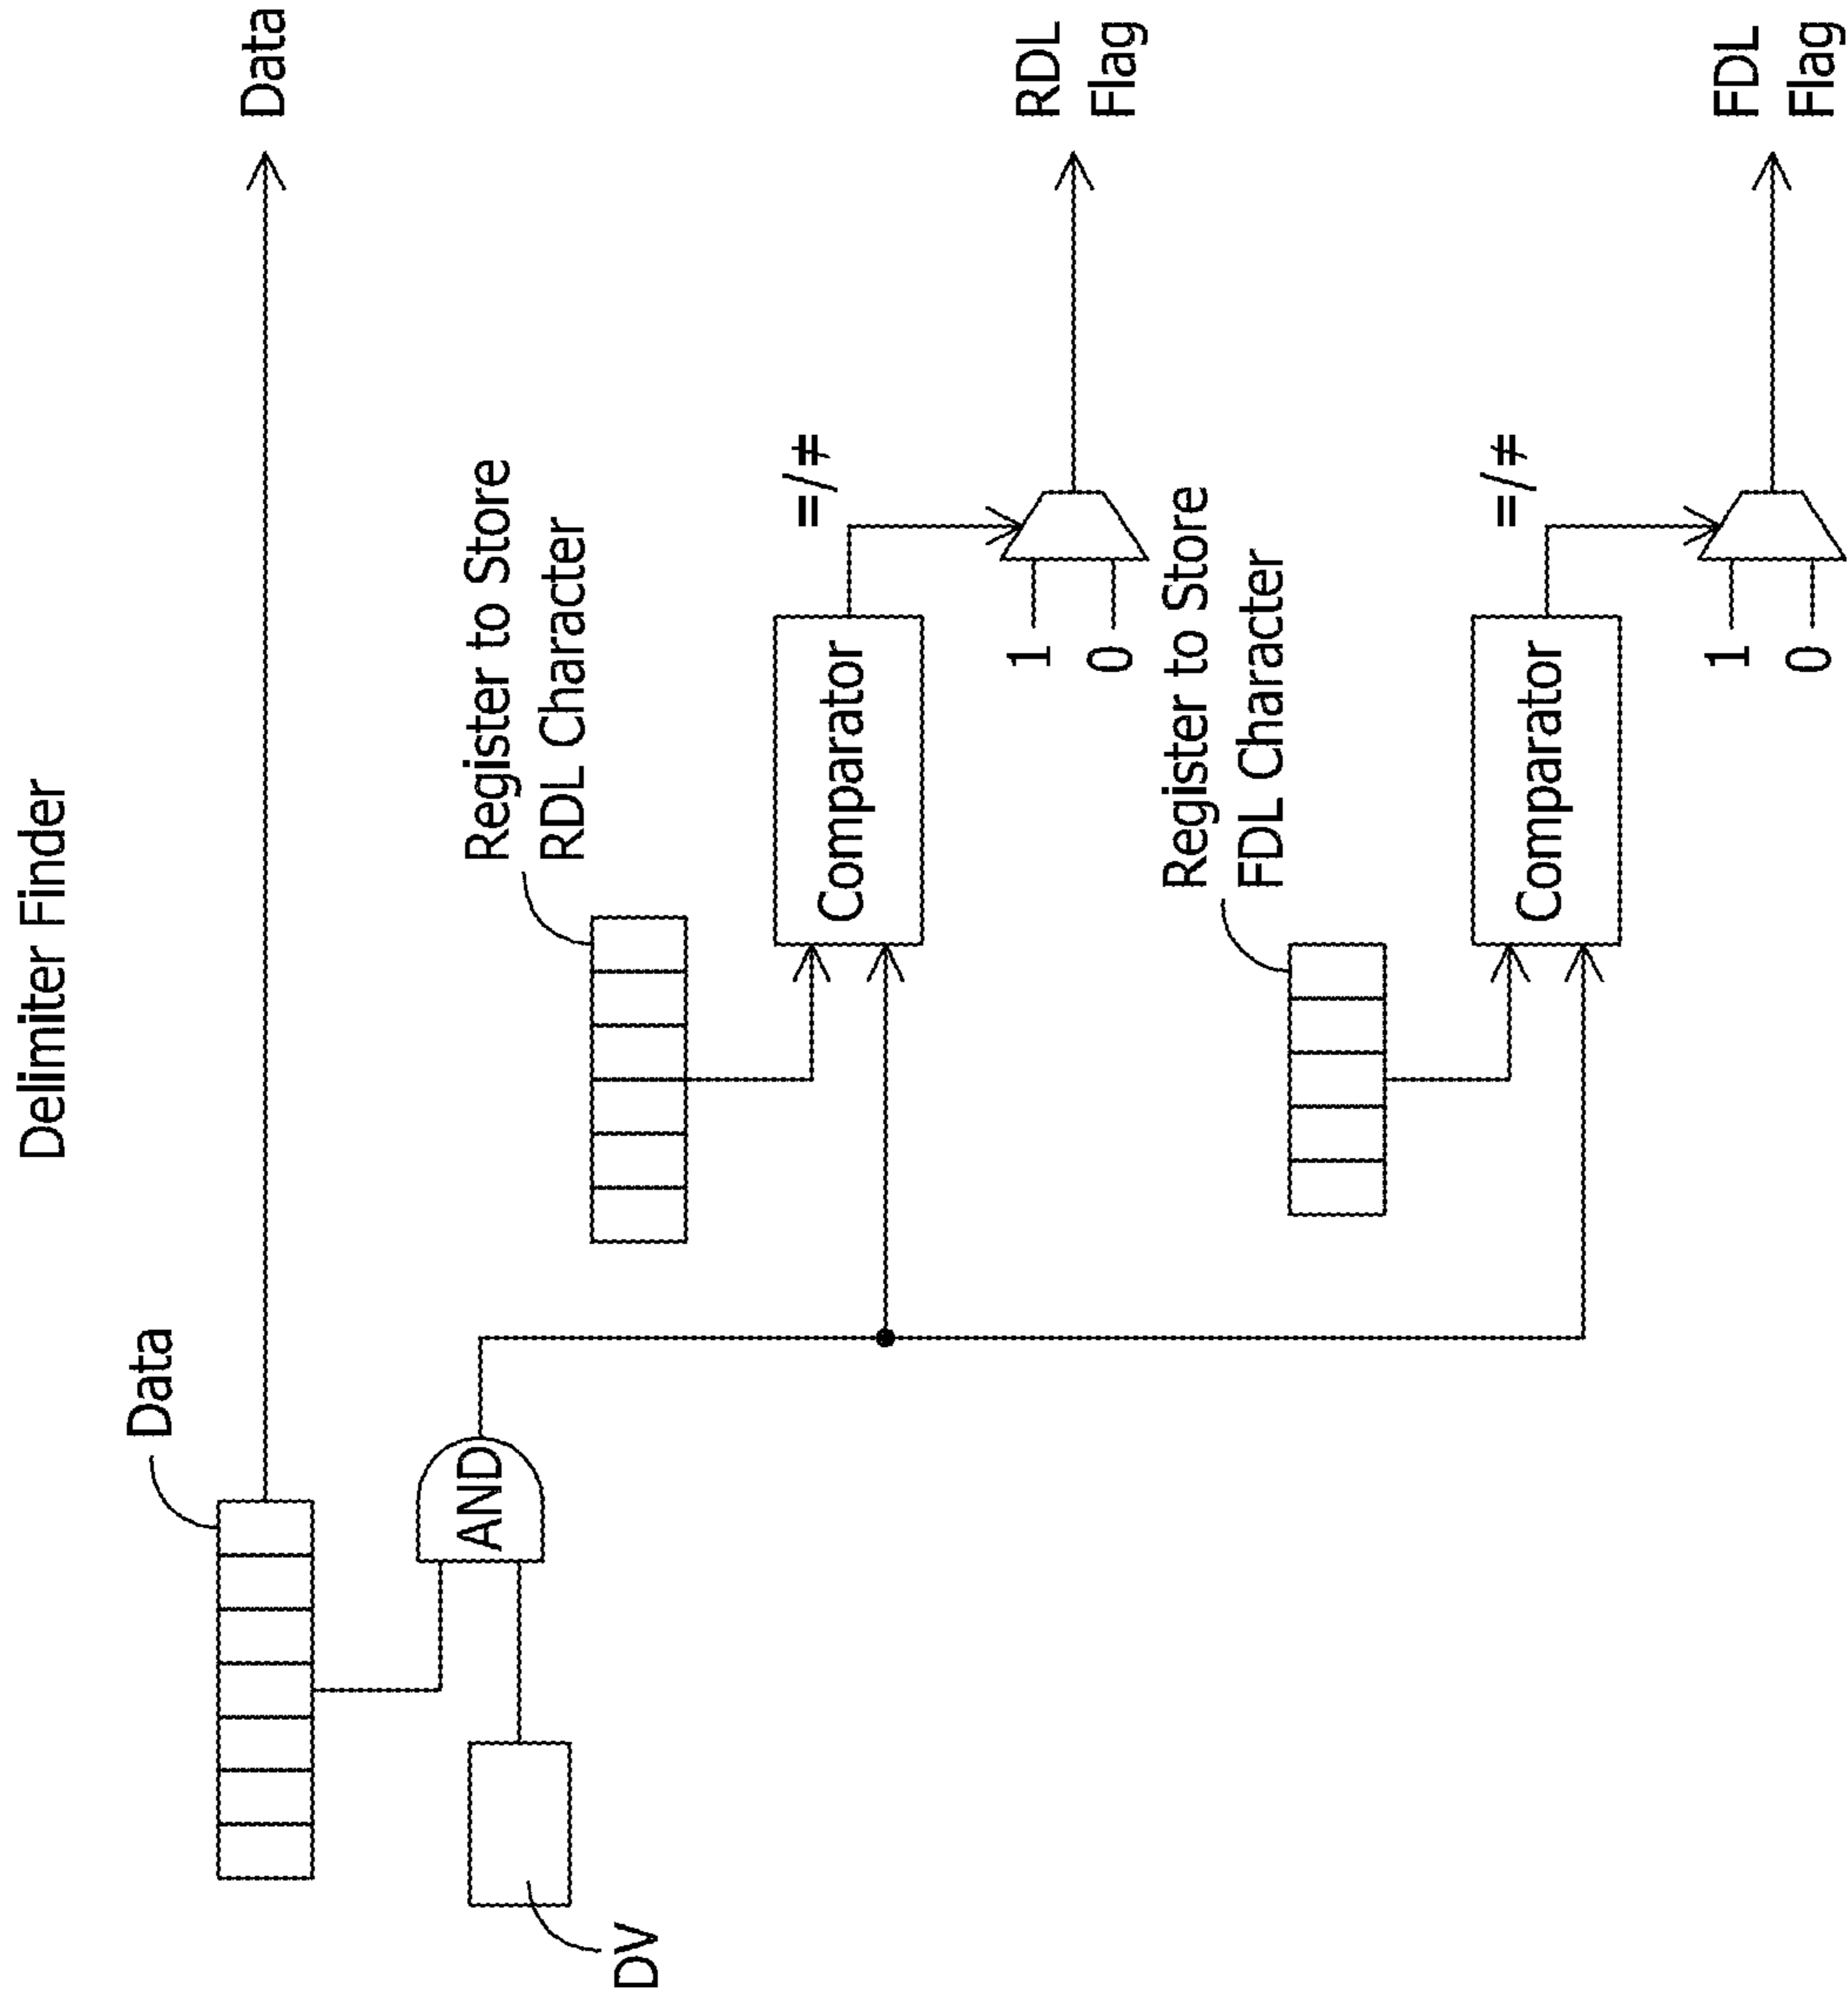 Delimiter Finder
Data
Data
AND
DV
Register to Store
RDL Character
Comparator
=/≠
1
0
RDL
Flag
Register to Store
FDL Character
Comparator
=/≠
1
0
FDL
Flag